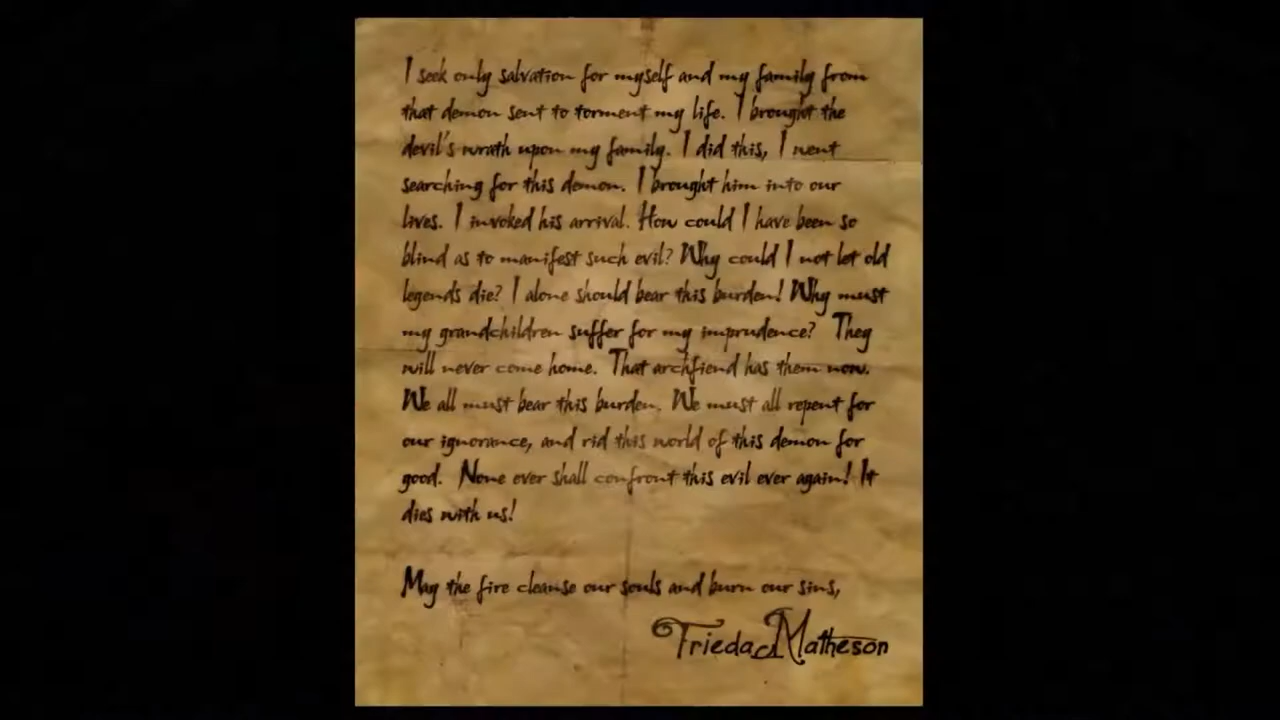 I seek only salvation for myself and my family from
that demon sent to torment my life. I brought the
devil's wrath upon my family. I did this, I went
searching for this demon. I brought him into our
lives. I invoked his arrival. How could I have been so
blind as to manifest such evil? Why could I not let old
legends die? I alone should bear this burden! Why must
my grandchildren suffer for my imprudence? They
will never come home. That archfiend has them now.
We all must bear this burden. We must all repent for
our ignorance, and rid this world of this demon for
good. None ever shall confront this evil ever again! It
dies with us!
May the fire cleanse our souls and burn our sins,
Frieda Matheson